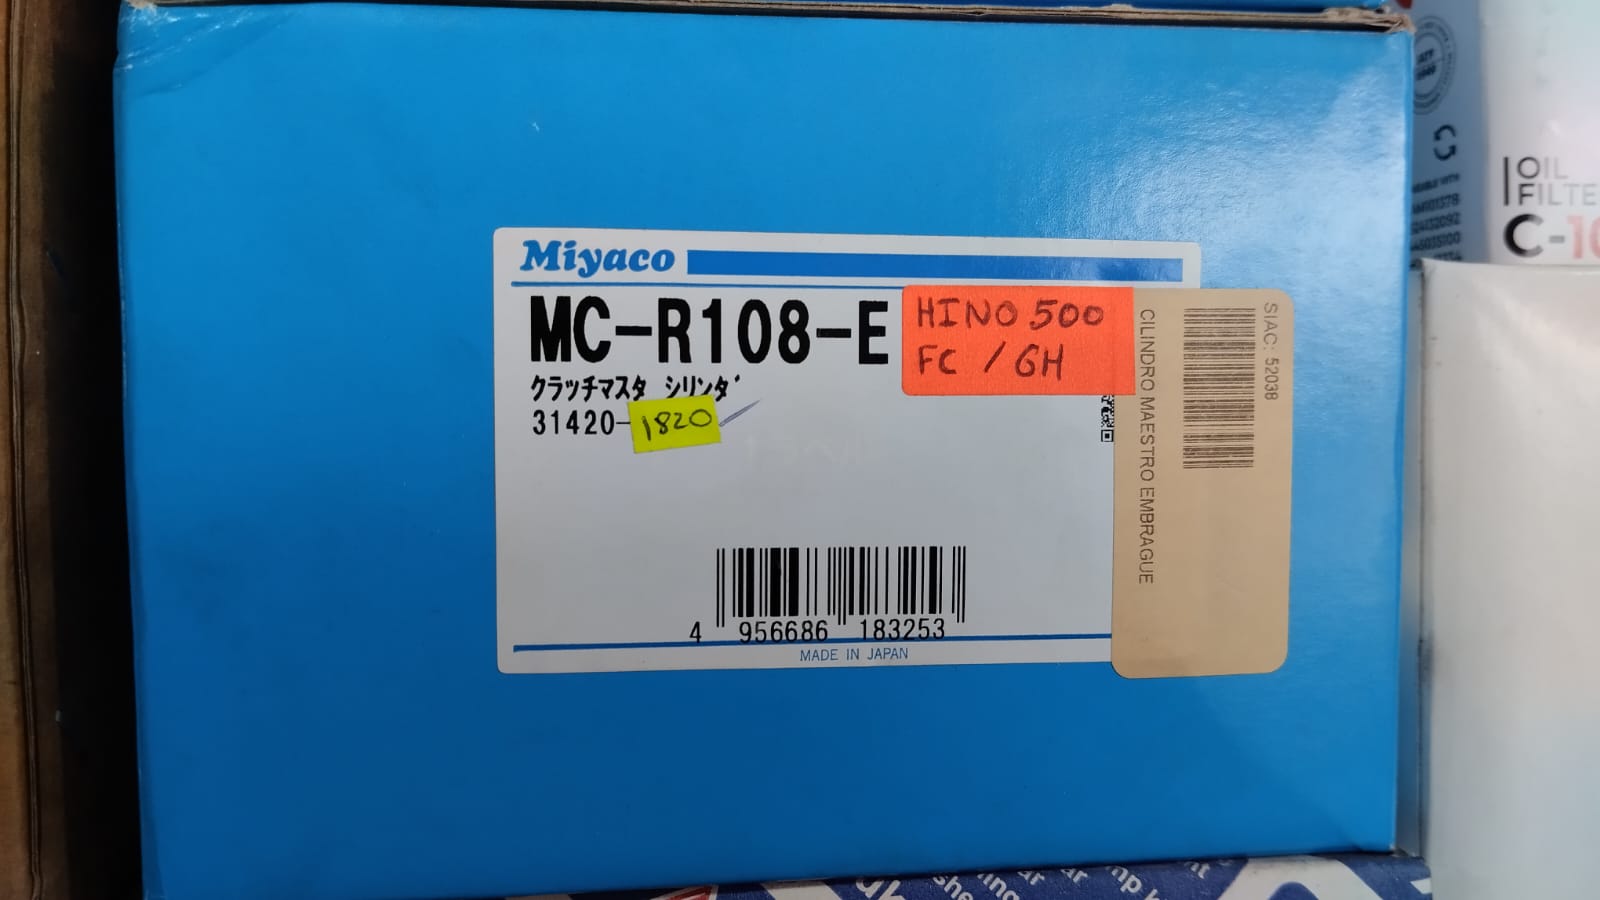 Miyaco
MC-R108-E
HINO 500
FC / GH
クラッチマスタ シリンダ゛
31420-1820
4 956686 183253
MADE IN JAPAN
SIAC: 52038
CILINDRO MAESTRO EMBRAGUE
OIL
FILTE
C-10